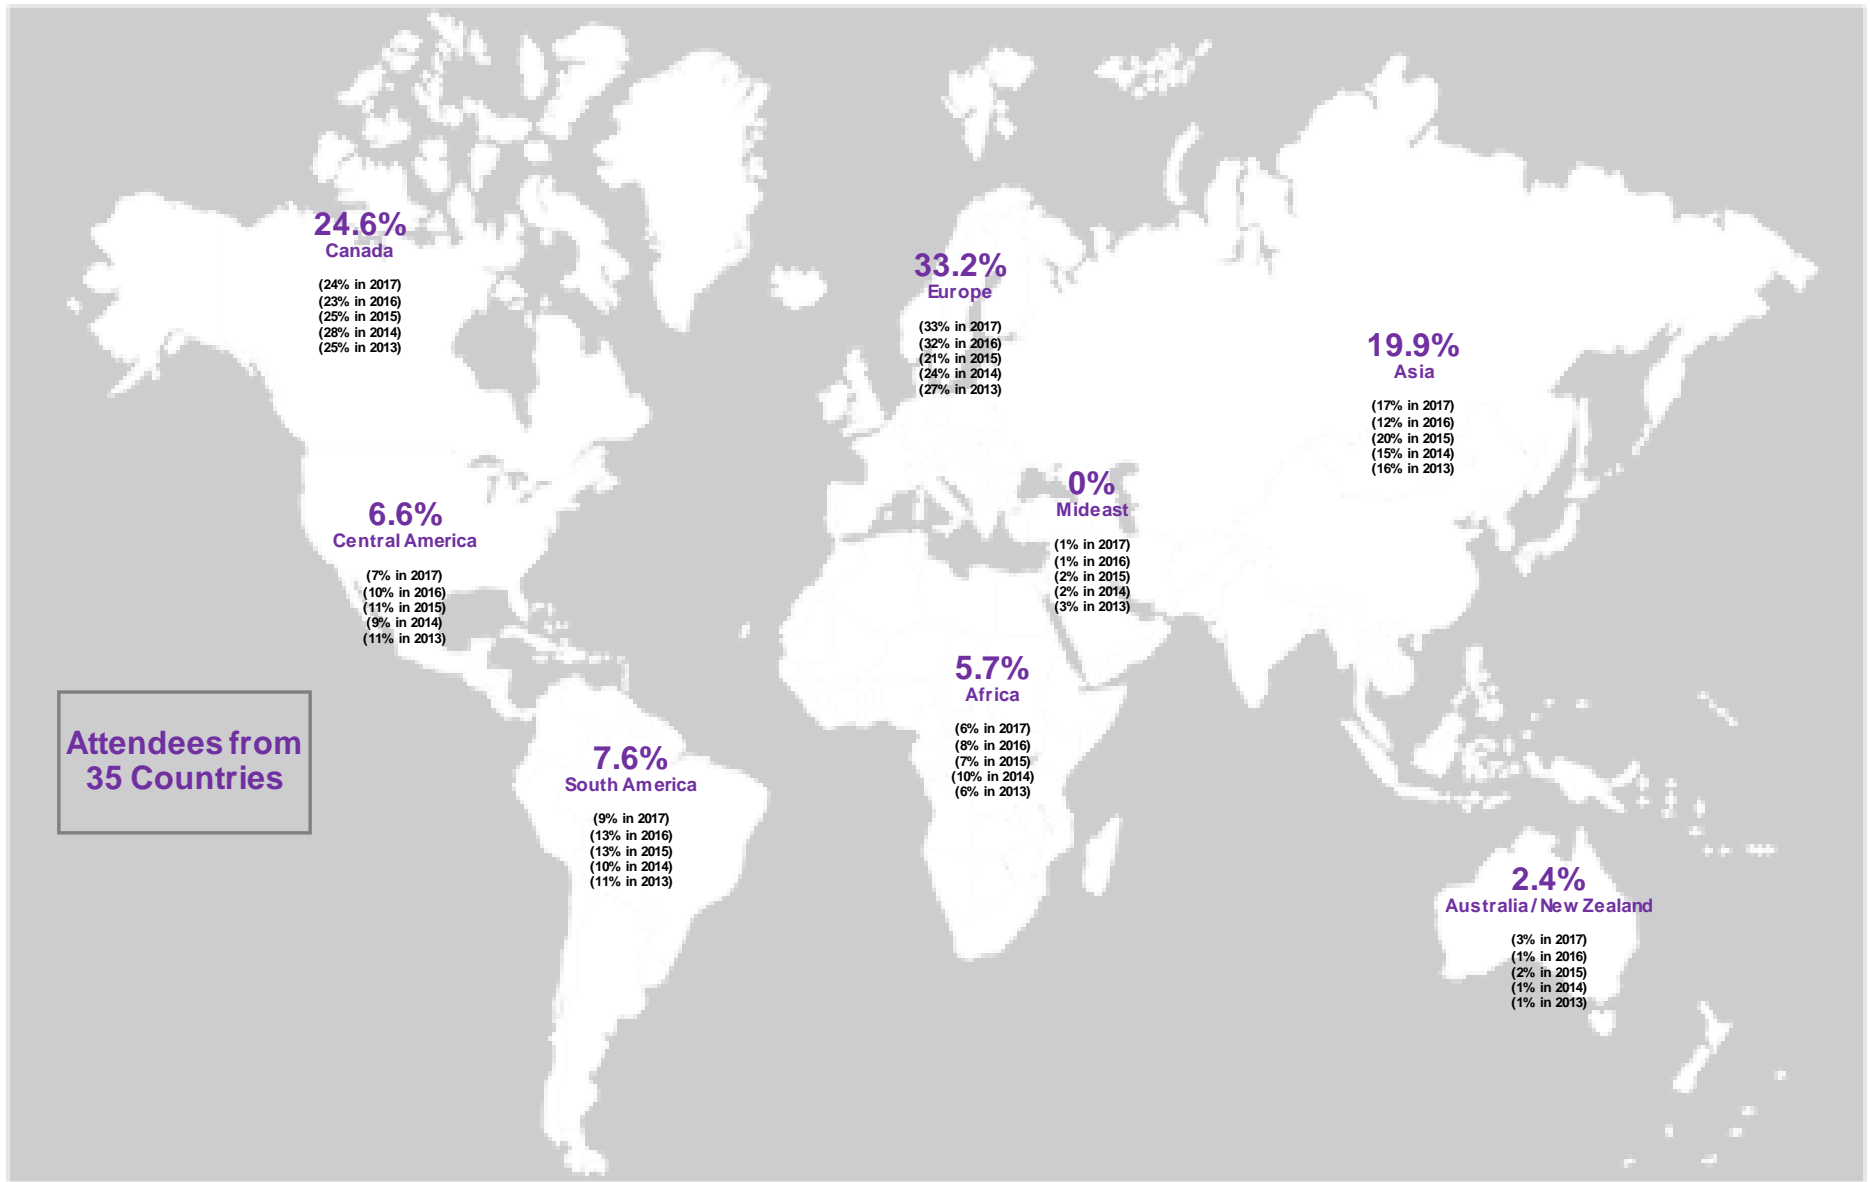 24.6%
Canada
(24% in 2017)
(23% in 2016)
(25% in 2015)
(28% in 2014)
(25% in 2013)
33.2%
Europe
(33% in 2017)
(32% in 2016)
(21% in 2015)
(24% in 2014)
(27% in 2013)
19.9%
Asia
(17% in 2017)
(12% in 2016)
(20% in 2015)
(15% in 2014)
(16% in 2013)
6.6%
Central America
(7% in 2017)
(10% in 2016)
(11% in 2015)
(9% in 2014)
(11% in 2013)
0%
Mideast
(1% in 2017)
(1% in 2016)
(2% in 2015)
(2% in 2014)
(3% in 2013)
5.7%
Africa
(6% in 2017)
(8% in 2016)
(7% in 2015)
(10% in 2014)
(6% in 2013)
Attendees from
35 Countries
7.6%
South America
(9% in 2017)
(13% in 2016)
(13% in 2015)
(10% in 2014)
(11% in 2013)
2.4%
Australia / New Zealand
(3% in 2017)
(1% in 2016)
(2% in 2015)
(1% in 2014)
(1% in 2013)